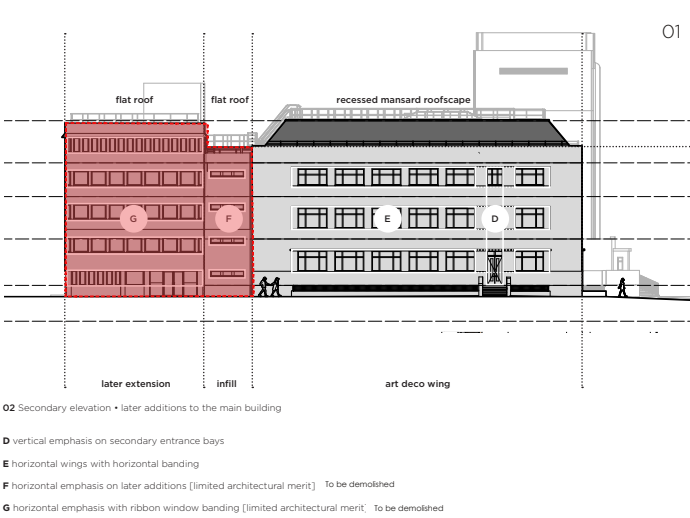 01
flat roof
flat roof
recessed mansard roofscape
G
F
E
D
later extension
infill
art deco wing
02 Secondary elevation • later additions to the main building
D vertical emphasis on secondary entrance bays
E horizontal wings with horizontal banding
F horizontal emphasis on later additions [limited architectural merit] To be demolished
G horizontal emphasis with ribbon window banding [limited architectural merit] To be demolished